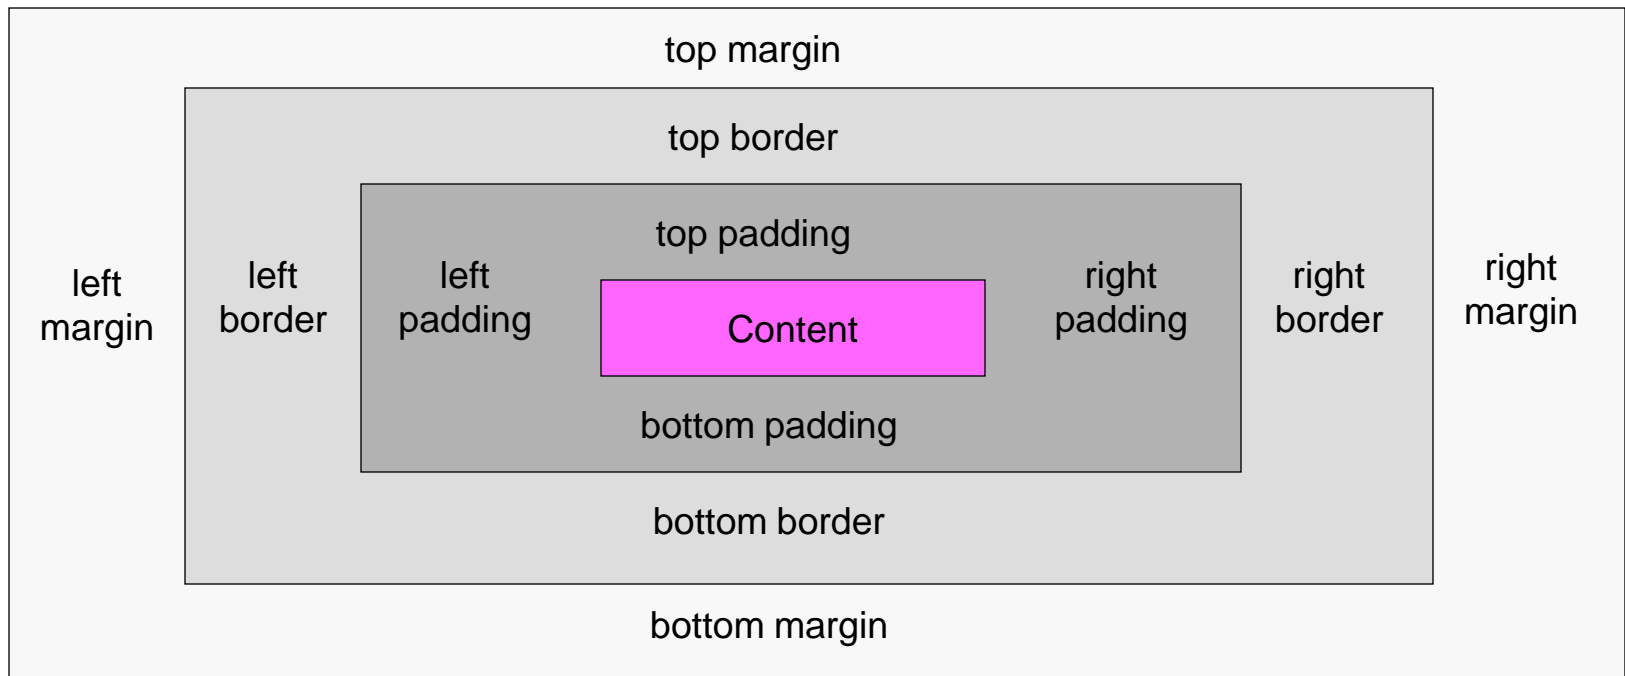 top margin
top border
top padding
left
margin
left
border
left
padding
Content
right
padding
right
border
right
margin
bottom padding
bottom border
bottom margin